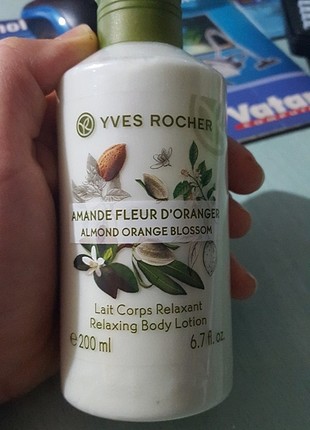 YVES ROCHER
AMANDE FLEUR D'ORANGER
ALMOND ORANGE BLOSSOM
Lait Corps Relaxant
Relaxing Body Lotion
e 200 ml 6.7 fl. oz.